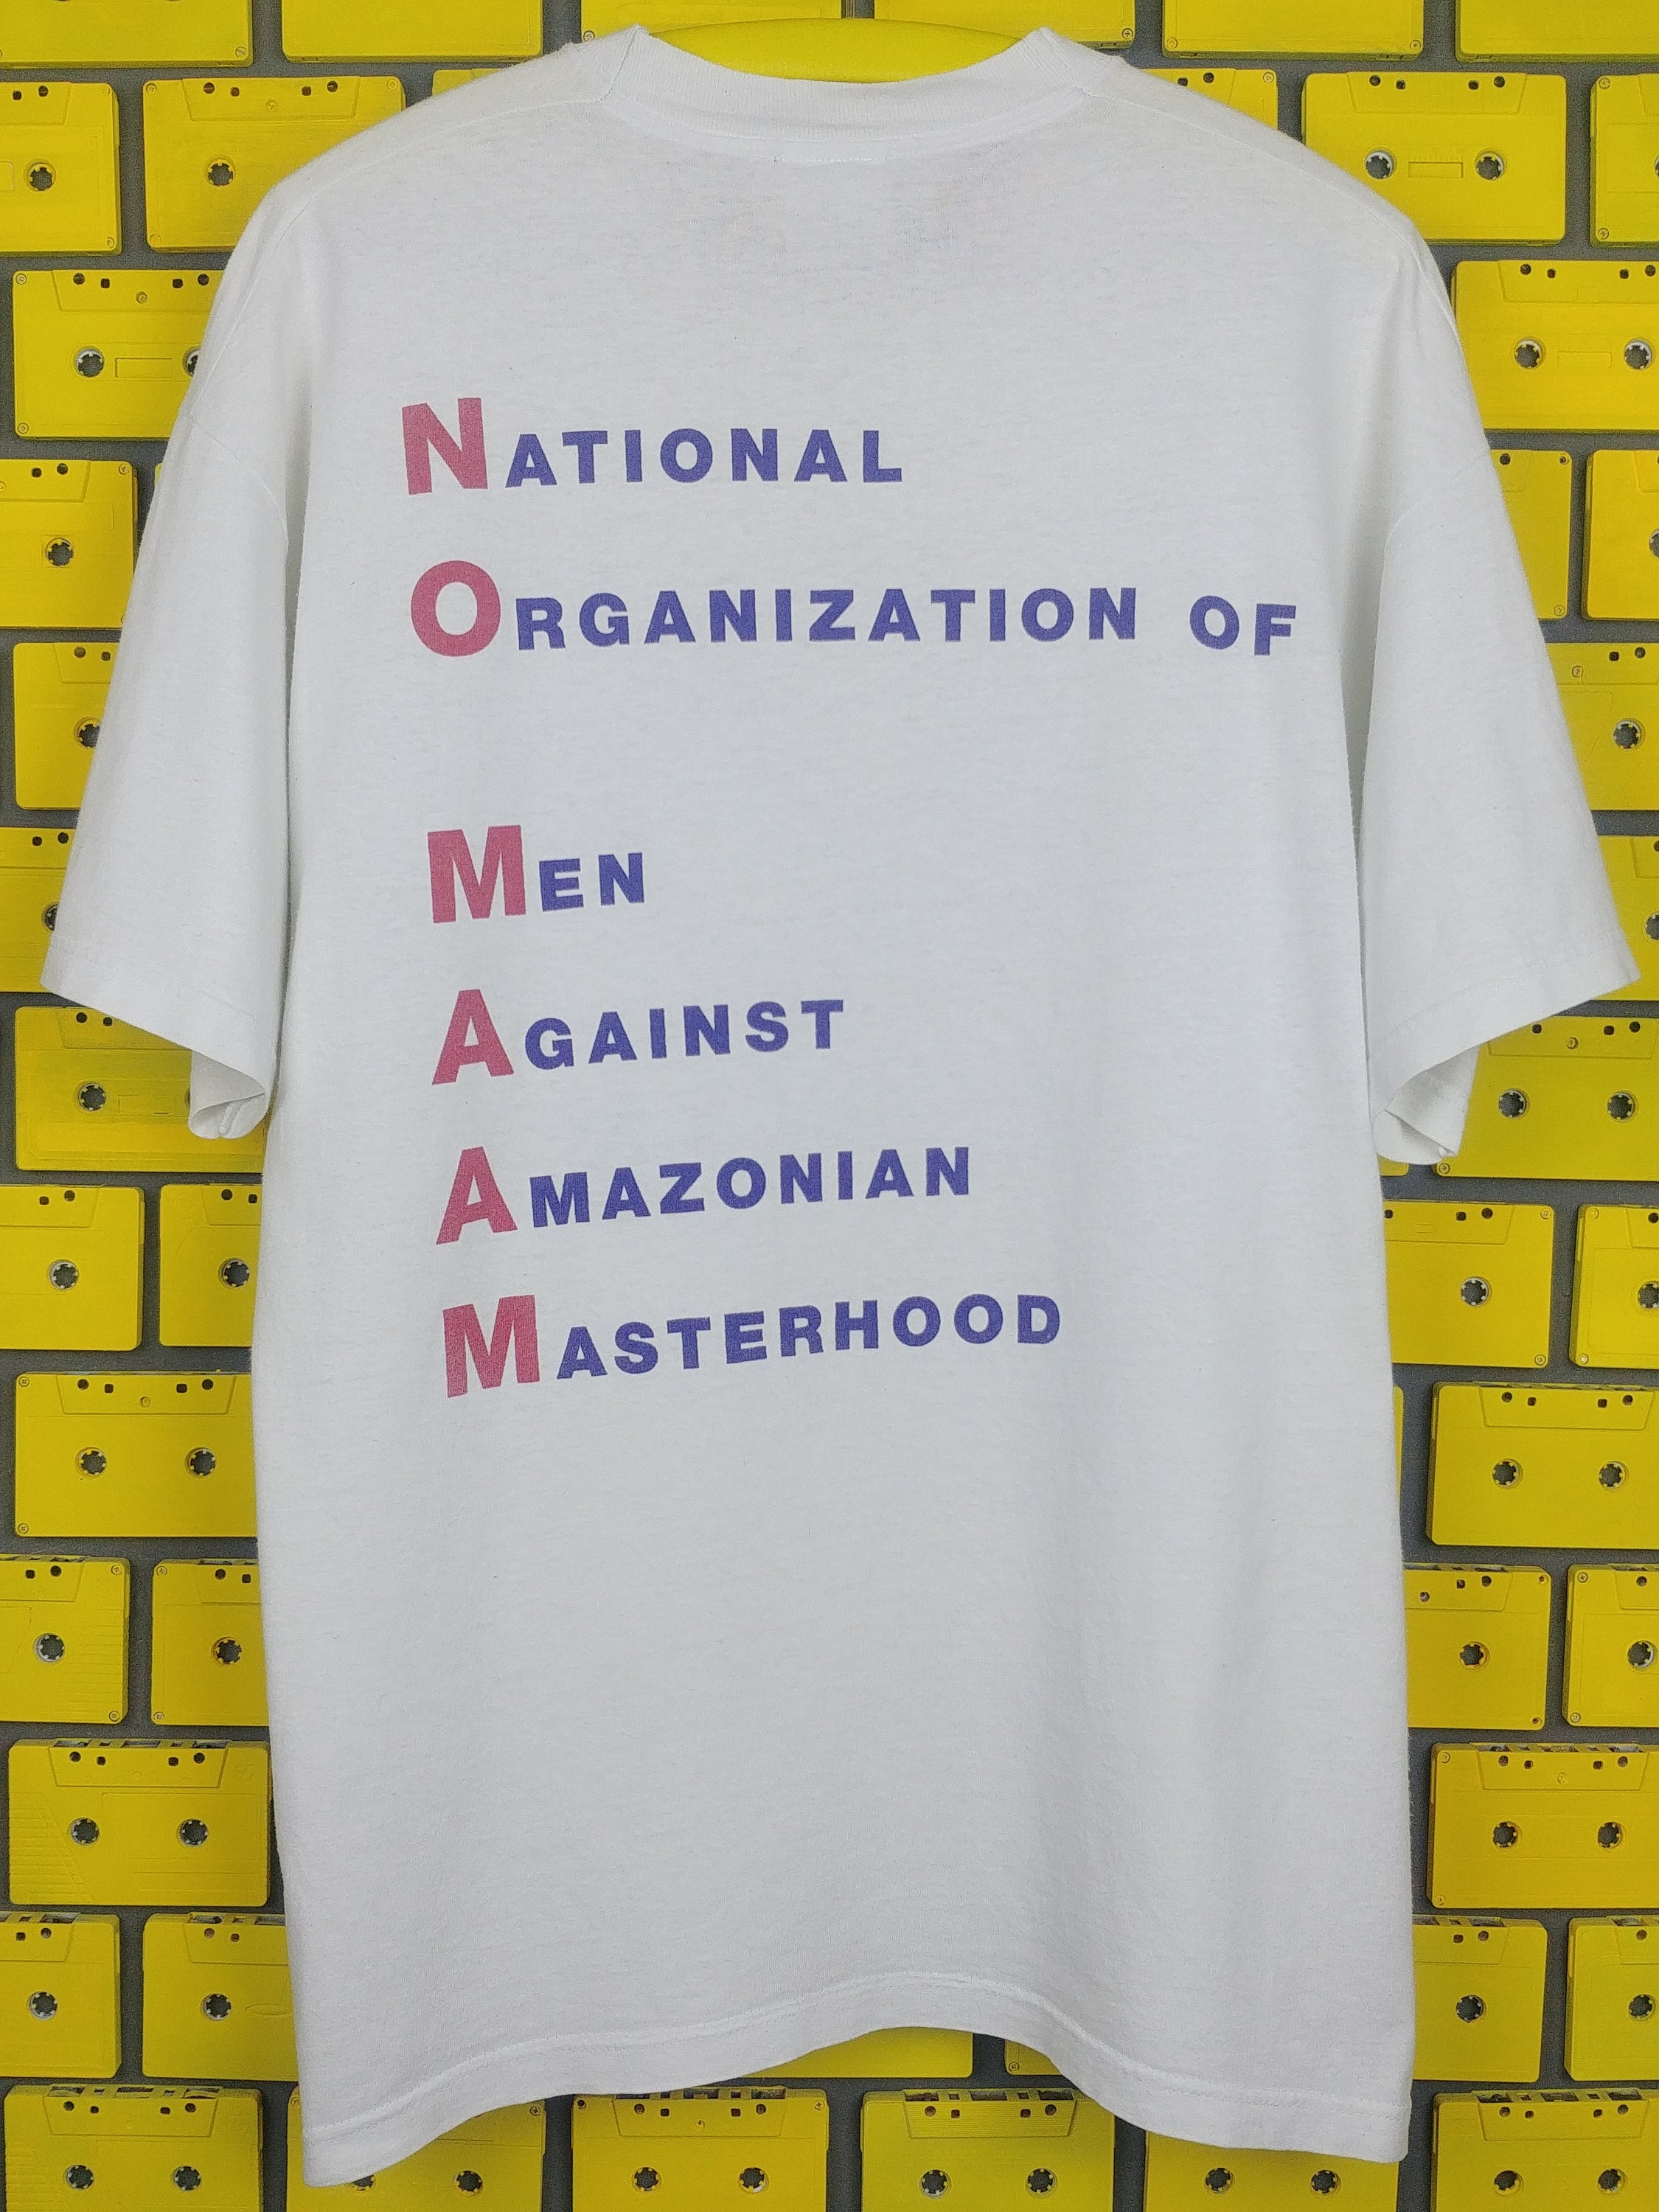 NATIONAL
ORGANIZATION OF
MEN
AGAINST
AMAZONIAN
MASTERHOOD